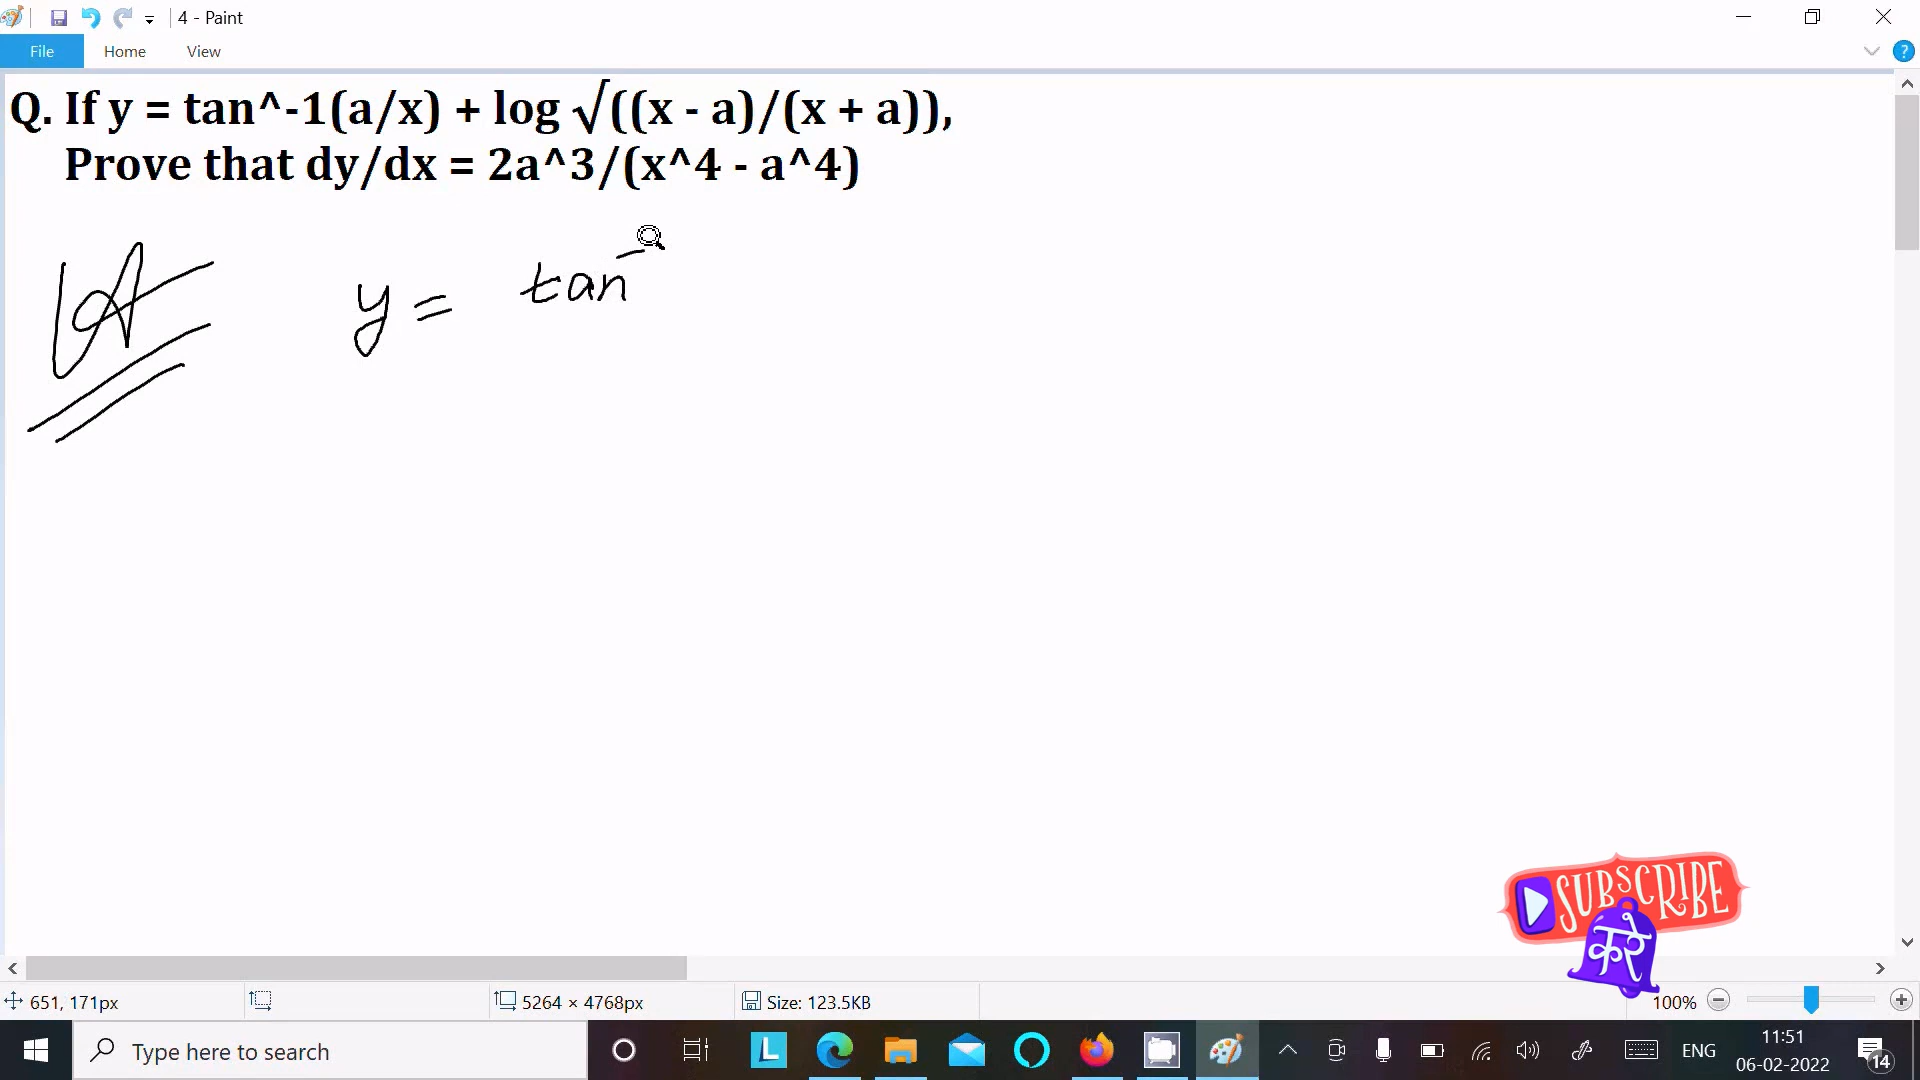 4 - Paint
File Home View
Q. If y = tan^-1(a/x) + log √((x - a)/(x + a)),
Prove that dy/dx = 2a^3/(x^4 - a^4)
y = tan⁻
SUBSCRIBE
करे
651, 171px 5264 × 4768px Size: 123.5KB 100%
Type here to search
L
ENG
11:51
06-02-2022
14